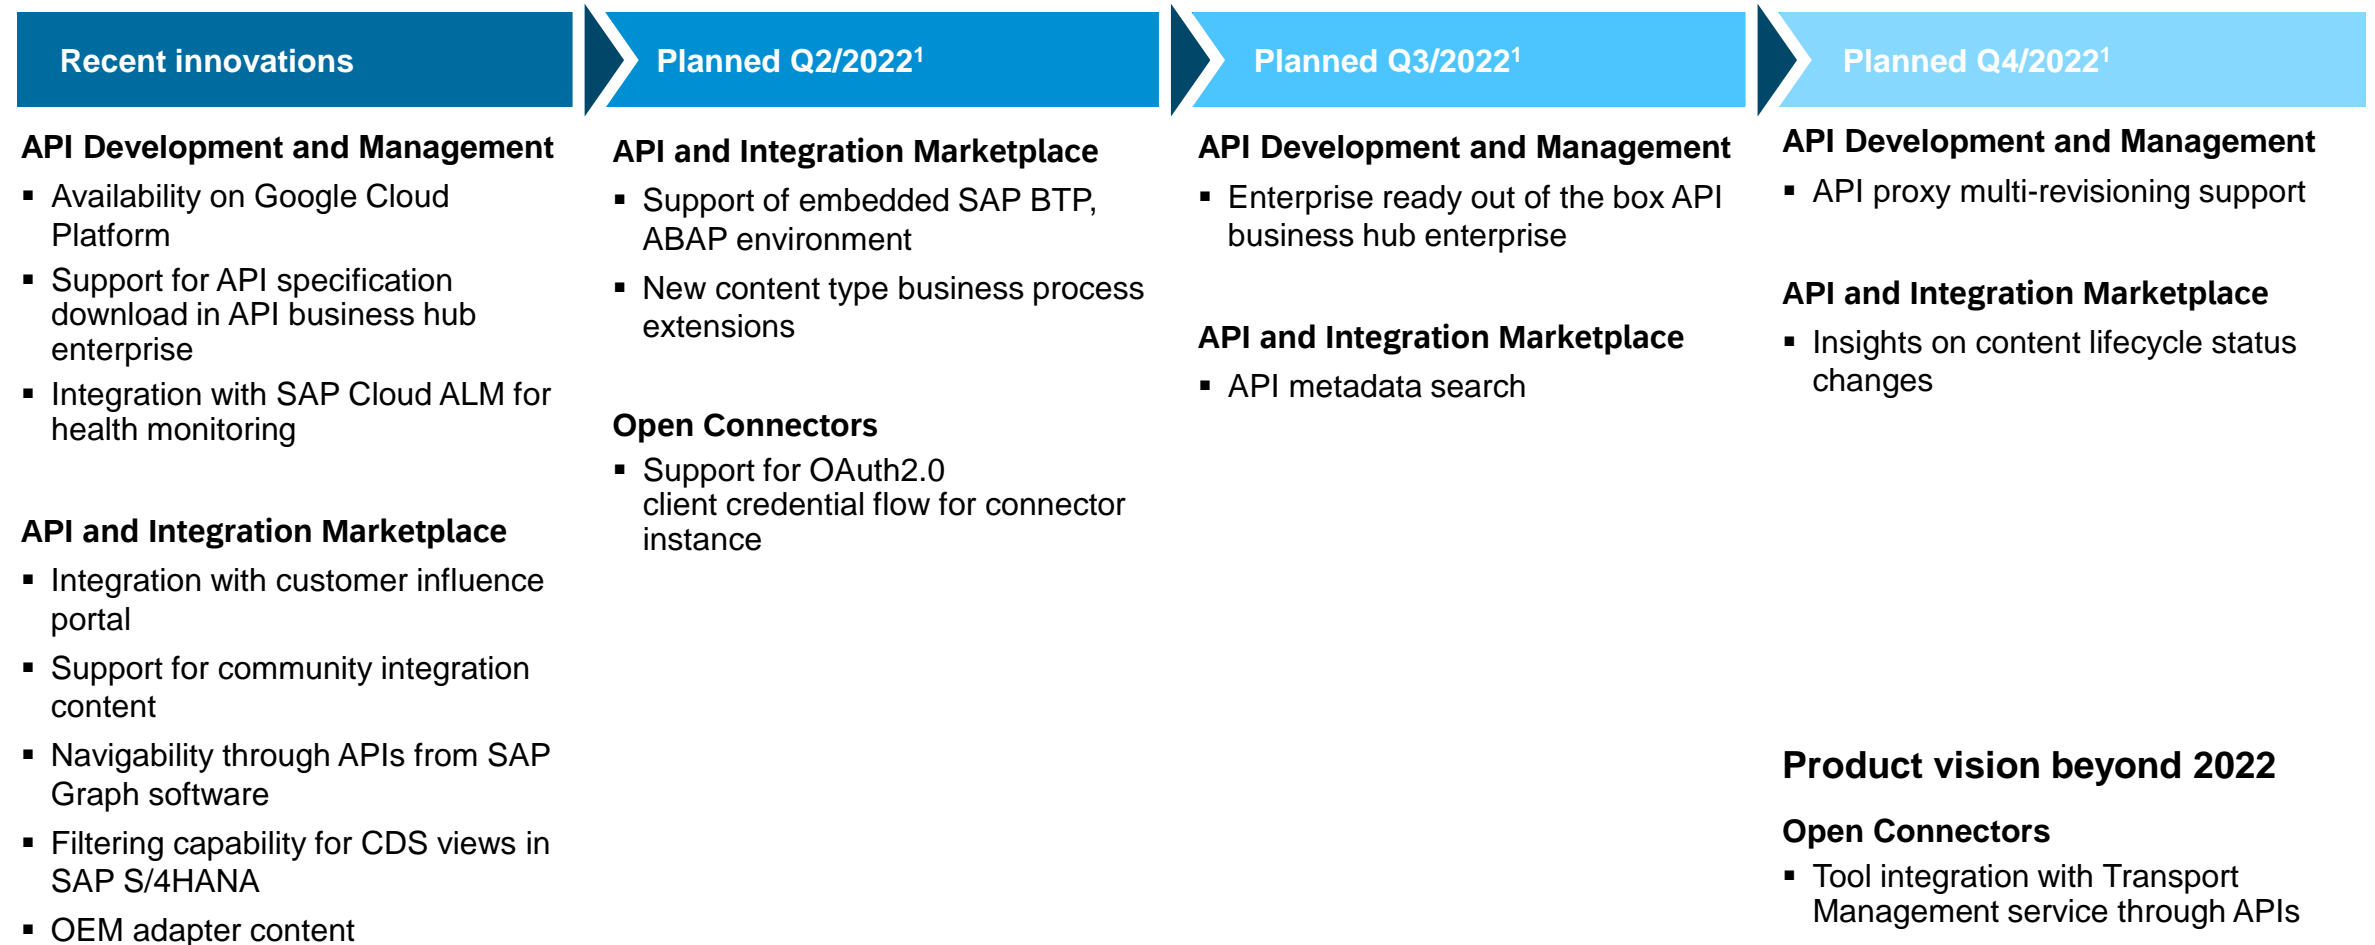 Recent innovations
Planned Q2/2022¹
Planned Q3/2022¹
Planned Q4/2022¹
API Development and Management
▪ Availability on Google Cloud
Platform
▪ Support for API specification
download in API business hub
enterprise
▪ Integration with SAP Cloud ALM for
health monitoring
API and Integration Marketplace
▪ Integration with customer influence
portal
▪ Support for community integration
content
▪ Navigability through APIs from SAP
Graph software
▪ Filtering capability for CDS views in
SAP S/4HANA
▪ OEM adapter content
API and Integration Marketplace
▪ Support of embedded SAP BTP,
ABAP environment
▪ New content type business process
extensions
Open Connectors
▪ Support for OAuth2.0
client credential flow for connector
instance
API Development and Management
▪ Enterprise ready out of the box API
business hub enterprise
API and Integration Marketplace
▪ API metadata search
API Development and Management
▪ API proxy multi-revisioning support
API and Integration Marketplace
▪ Insights on content lifecycle status
changes
Product vision beyond 2022
Open Connectors
▪ Tool integration with Transport
Management service through APIs